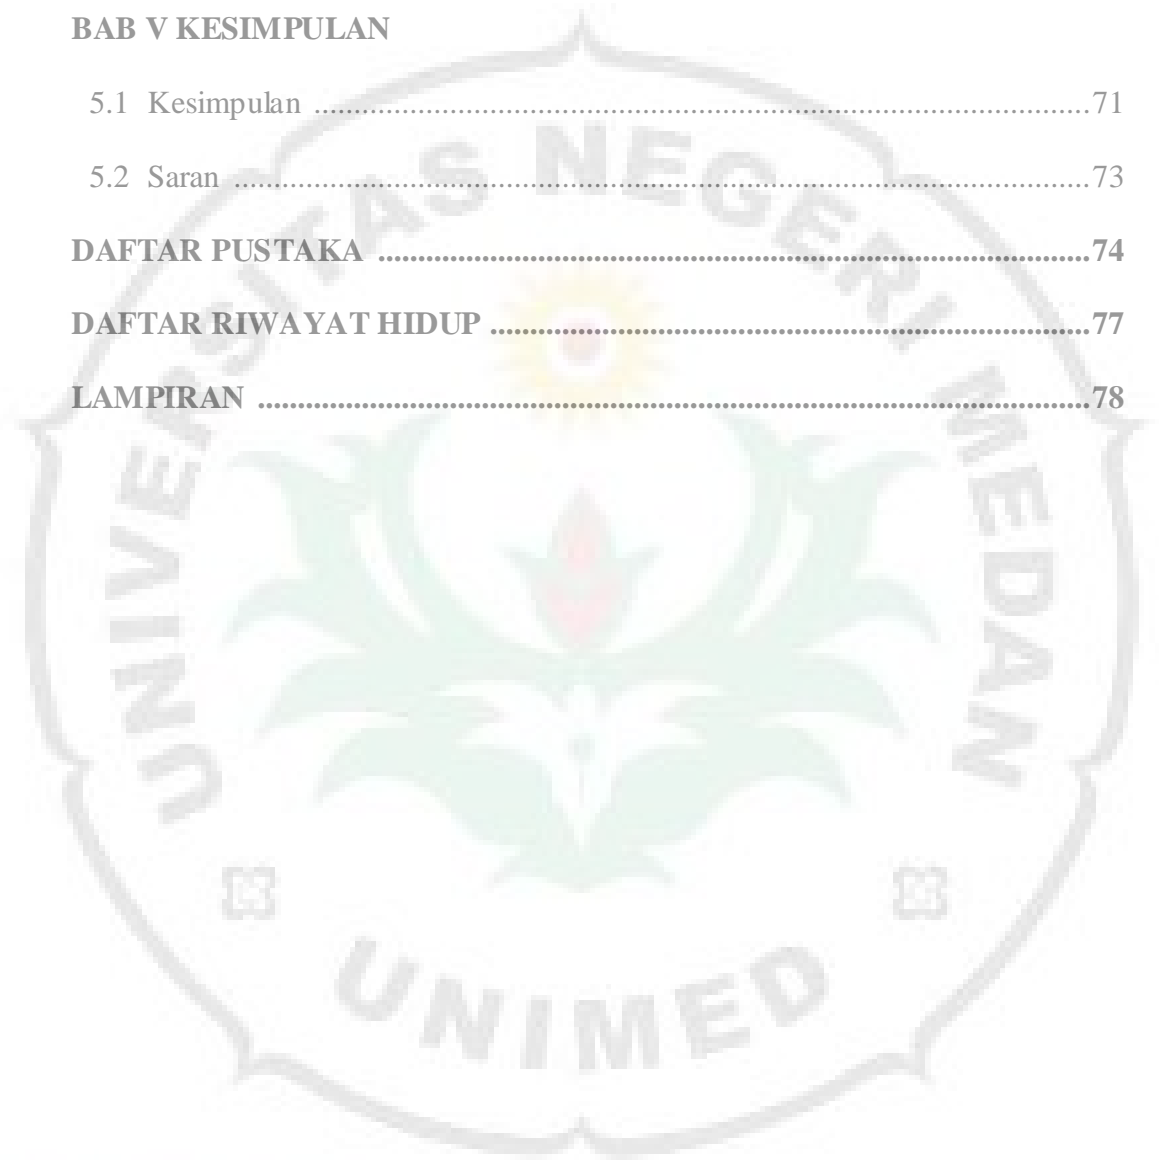 BAB V KESIMPULAN
5.1 Kesimpulan ....................................................................................................71
5.2 Saran ..............................................................................................................73
DAFTAR PUSTAKA ..........................................................................................74
DAFTAR RIWAYAT HIDUP ............................................................................77
LAMPIRAN .........................................................................................................78
UNIVERSITAS NEGERI MEDAN
UNIMED